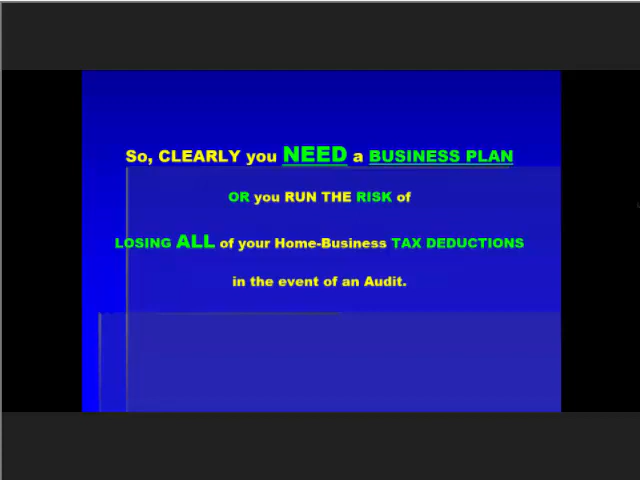 So, CLEARLY you NEED a BUSINESS PLAN
OR you RUN THE RISK of
LOSING ALL of your Home-Business TAX DEDUCTIONS
in the event of an Audit.